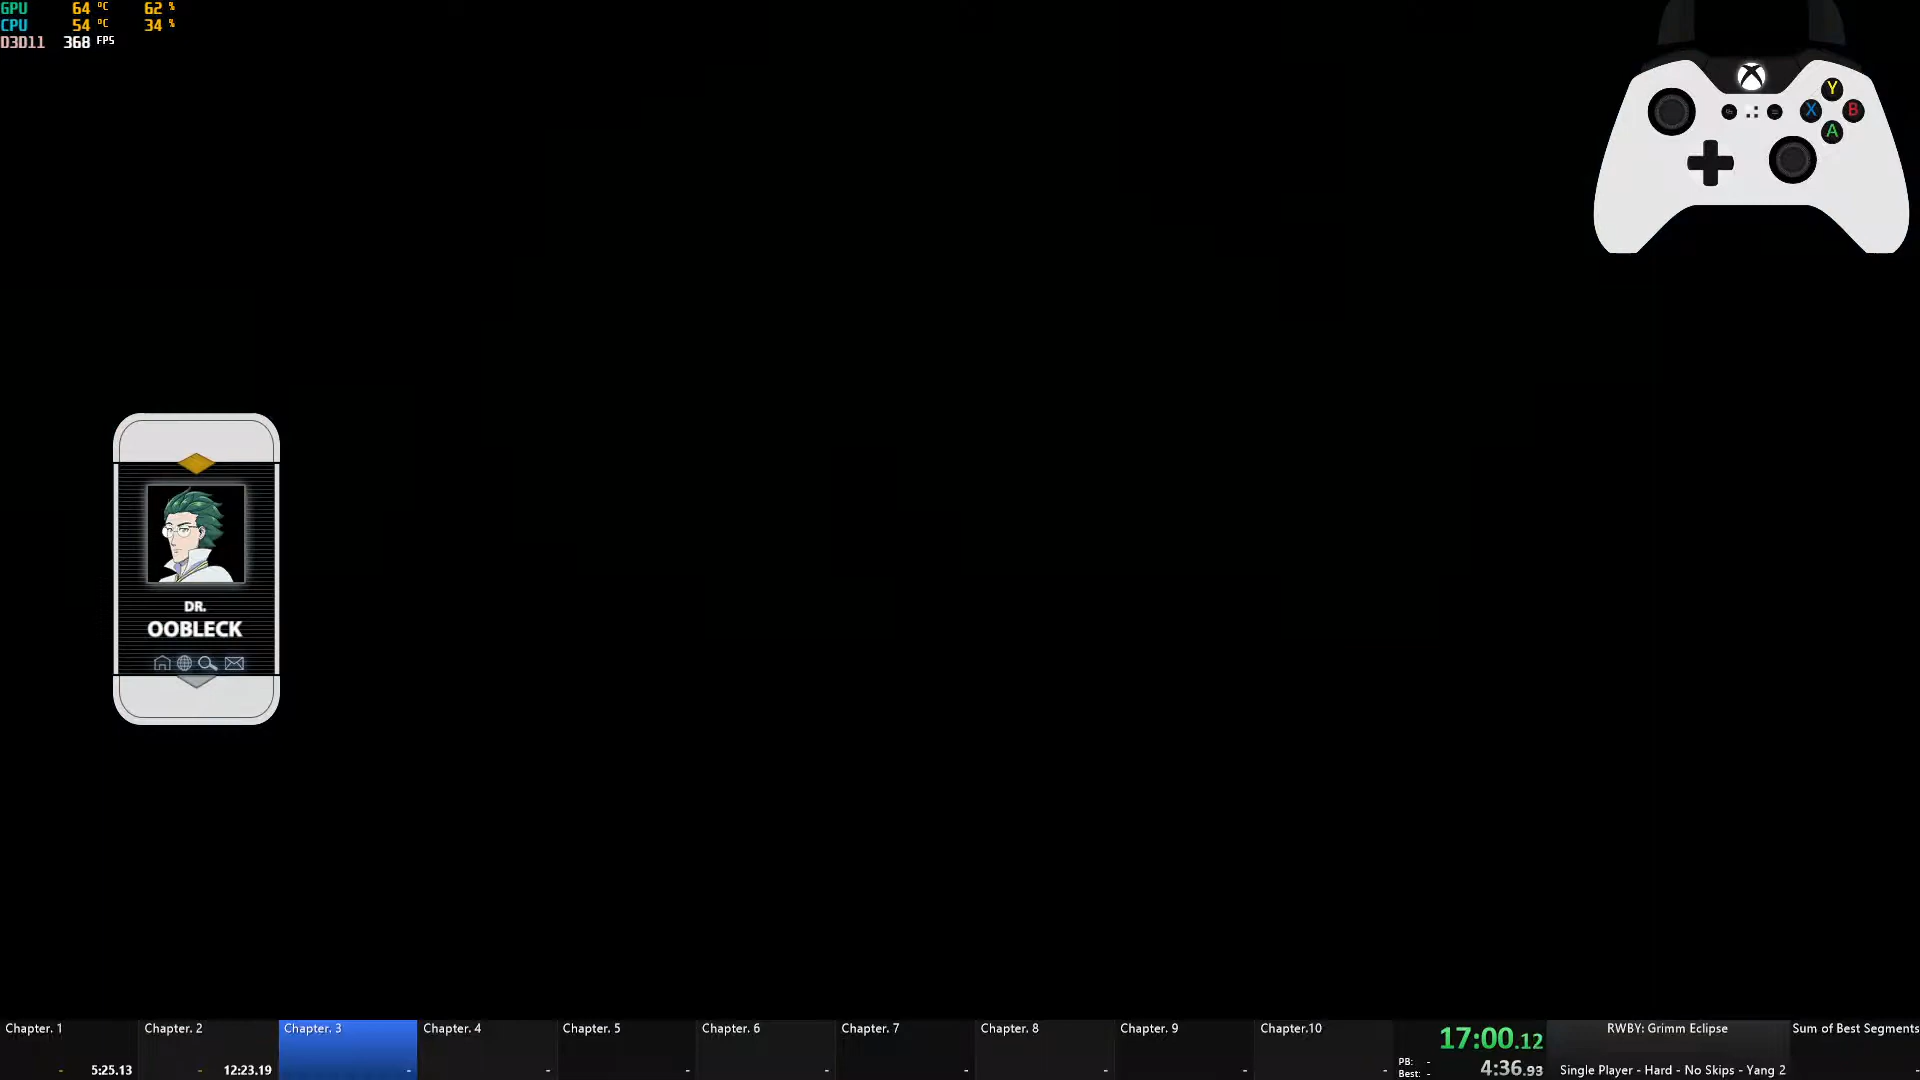 GPU 64 °C 62 %
CPU 54 °C 34 %
D3D11 368 FPS
Y
X B
A
DR.
OOBLECK
Chapter. 1 Chapter. 2 Chapter. 3 Chapter. 4 Chapter. 5 Chapter. 6 Chapter. 7 Chapter. 8 Chapter. 9 Chapter.10 17:00.12 RWBY: Grimm Eclipse Sum of Best Segments
- 5:25.13 - 12:23.19 - - - - - - - - PB: - Best: - 4:36.93 Single Player - Hard - No Skips - Yang 2 -